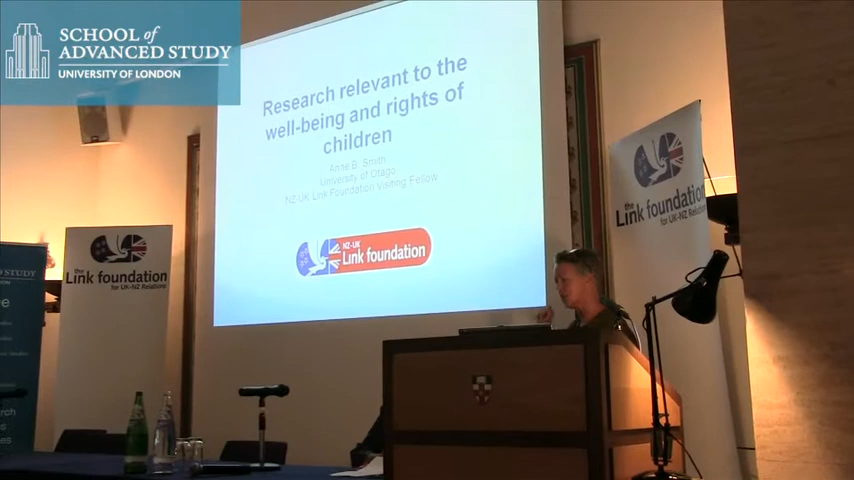 SCHOOL of
ADVANCED STUDY
UNIVERSITY OF LONDON
Research relevant to the
well-being and rights of
children
Anne B. Smith
University of Otago
NZ-UK Link Foundation Visiting Fellow
NZ-UK
Link foundation
the
Link foundation
for UK-NZ Relations
the
Link foundation
for UK-NZ Relations
STUDY